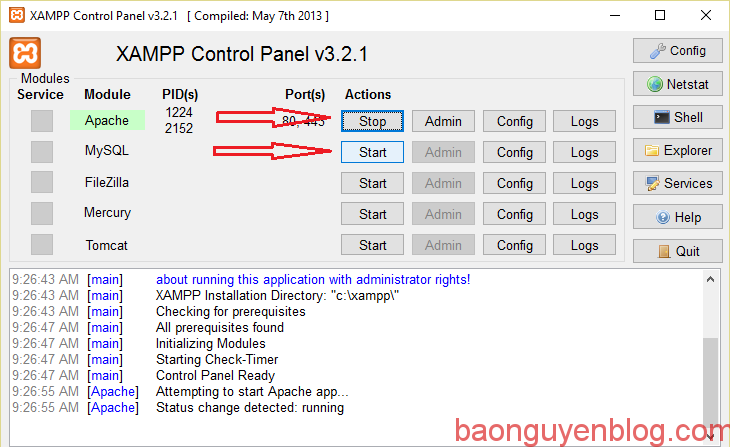 XAMPP Control Panel v3.2.1 [ Compiled: May 7th 2013 ]
XAMPP Control Panel v3.2.1
Config
Modules
Service Module PID(s) Port(s) Actions
Netstat
Apache 1224 2152 80, 443 Stop Admin Config Logs
Shell
MySQL Start Admin Config Logs
Explorer
FileZilla Start Admin Config Logs
Services
Mercury Start Admin Config Logs
Help
Tomcat Start Admin Config Logs
Quit
9:26:43 AM [main] about running this application with administrator rights!
9:26:43 AM [main] XAMPP Installation Directory: "c:\xampp\"
9:26:43 AM [main] Checking for prerequisites
9:26:47 AM [main] All prerequisites found
9:26:47 AM [main] Initializing Modules
9:26:47 AM [main] Starting Check-Timer
9:26:47 AM [main] Control Panel Ready
9:26:55 AM [Apache] Attempting to start Apache app...
9:26:55 AM [Apache] Status change detected: running
baonguyenblog.com